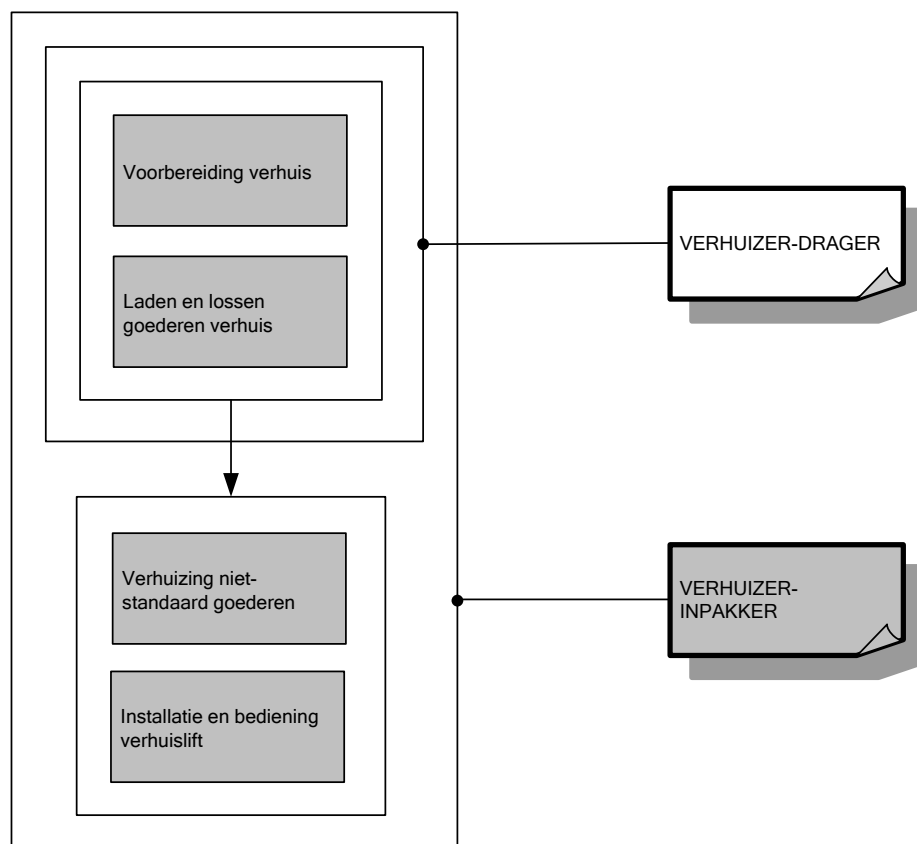 Voorbereiding verhuis
Laden en lossen
goederen verhuis
VERHUIZER-DRAGER
Verhuizing niet-
standaard goederen
Installatie en bediening
verhuislift
VERHUIZER-
INPAKKER